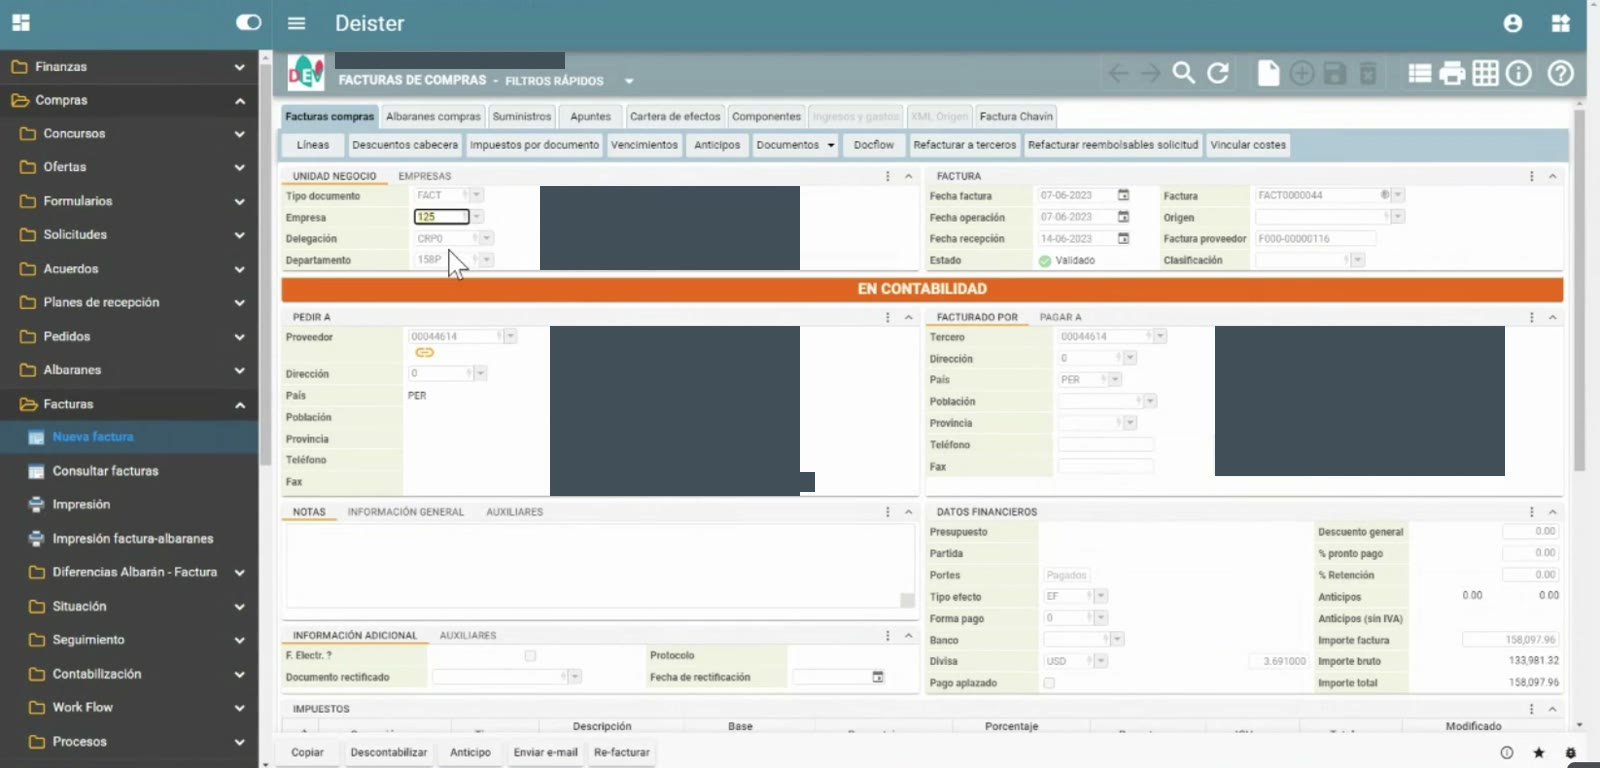 Deister
DEV
FACTURAS DE COMPRAS - FILTROS RÁPIDOS
Finanzas
Compras
Concursos
Ofertas
Formularios
Solicitudes
Acuerdos
Planes de recepción
Pedidos
Albaranes
Facturas
Nueva factura
Consultar facturas
Impresión
Impresión factura-albaranes
Diferencias Albarán - Factura
Situación
Seguimiento
Contabilización
Work Flow
Procesos
Facturas compras Albaranes compras Suministros Apuntes Cartera de efectos Componentes Ingresos y gastos XML Origen Factura Chavín
Líneas Descuentos cabecera Impuestos por documento Vencimientos Anticipos Documentos Docflow Refacturar a terceros Refacturar reembolsables solicitud Vincular costes
UNIDAD NEGOCIO EMPRESAS
Tipo documento FACT
Empresa 125
Delegación CRP0
Departamento 158P
FACTURA
Fecha factura 07-06-2023 Factura FACT0000044
Fecha operación 07-06-2023 Origen
Fecha recepción 14-06-2023 Factura proveedor F000-00000116
Estado Validado Clasificación
EN CONTABILIDAD
PEDIR A
Proveedor 00044614
Dirección 0
País PER
Población
Provincia
Teléfono
Fax
FACTURADO POR PAGAR A
Tercero 00044614
Dirección 0
País PER
Población
Provincia
Teléfono
Fax
NOTAS INFORMACIÓN GENERAL AUXILIARES
INFORMACIÓN ADICIONAL AUXILIARES
F. Electr. ? Protocolo
Documento rectificado Fecha de rectificación
DATOS FINANCIEROS
Presupuesto Descuento general 0.00
Partida % pronto pago 0.00
Portes Pagados % Retención 0.00
Tipo efecto EF Anticipos 0.00 0.00
Forma pago 0 Anticipos (sin IVA)
Banco Importe factura 158,097.96
Divisa USD 3.691000 Importe bruto 133,981.32
Pago aplazado Importe total 158,097.96
IMPUESTOS
Descripción Base Porcentaje Modificado
Copiar Descontabilizar Anticipo Enviar e-mail Re-facturar